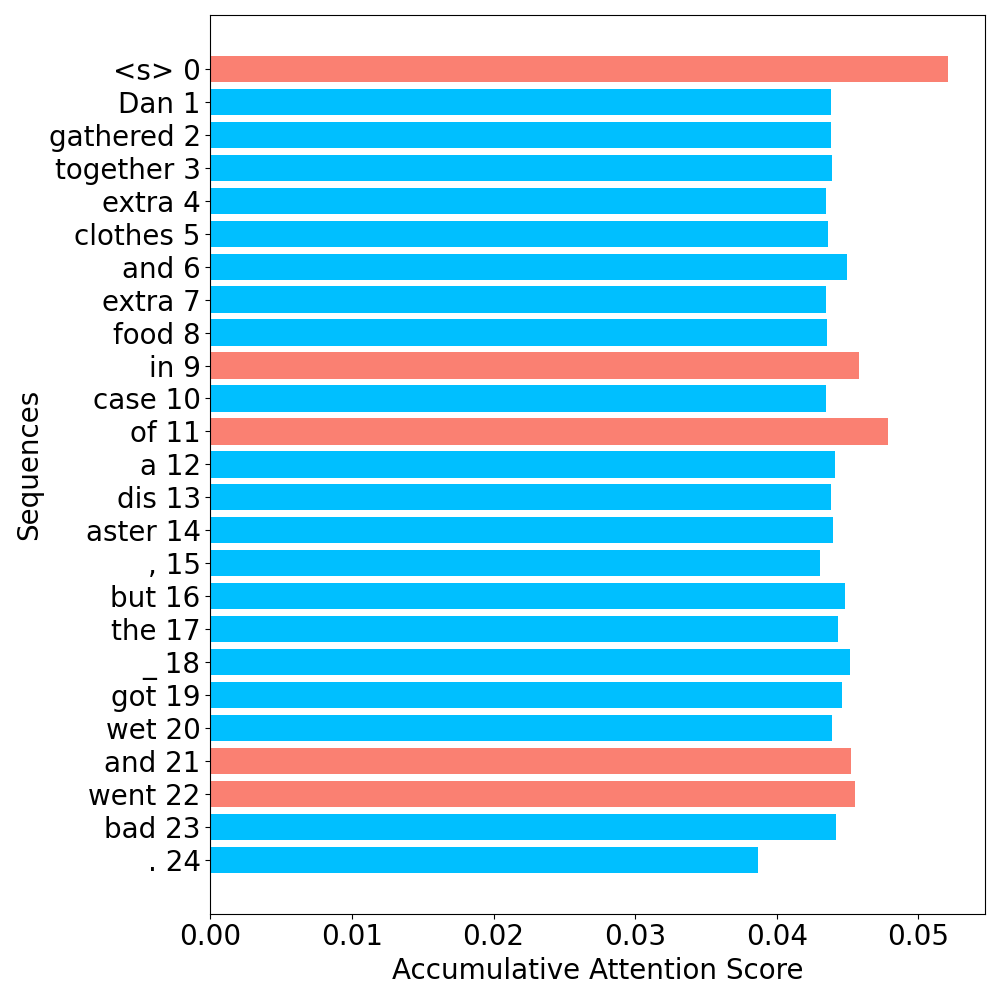 <s> 0
Dan 1
gathered 2
together 3
extra 4
clothes 5
and 6
extra 7
food 8
in 9
case 10
of 11
a 12
dis 13
aster 14
, 15
but 16
the 17
_ 18
got 19
wet 20
and 21
went 22
bad 23
. 24
Sequences
0.00 0.01 0.02 0.03 0.04 0.05
Accumulative Attention Score